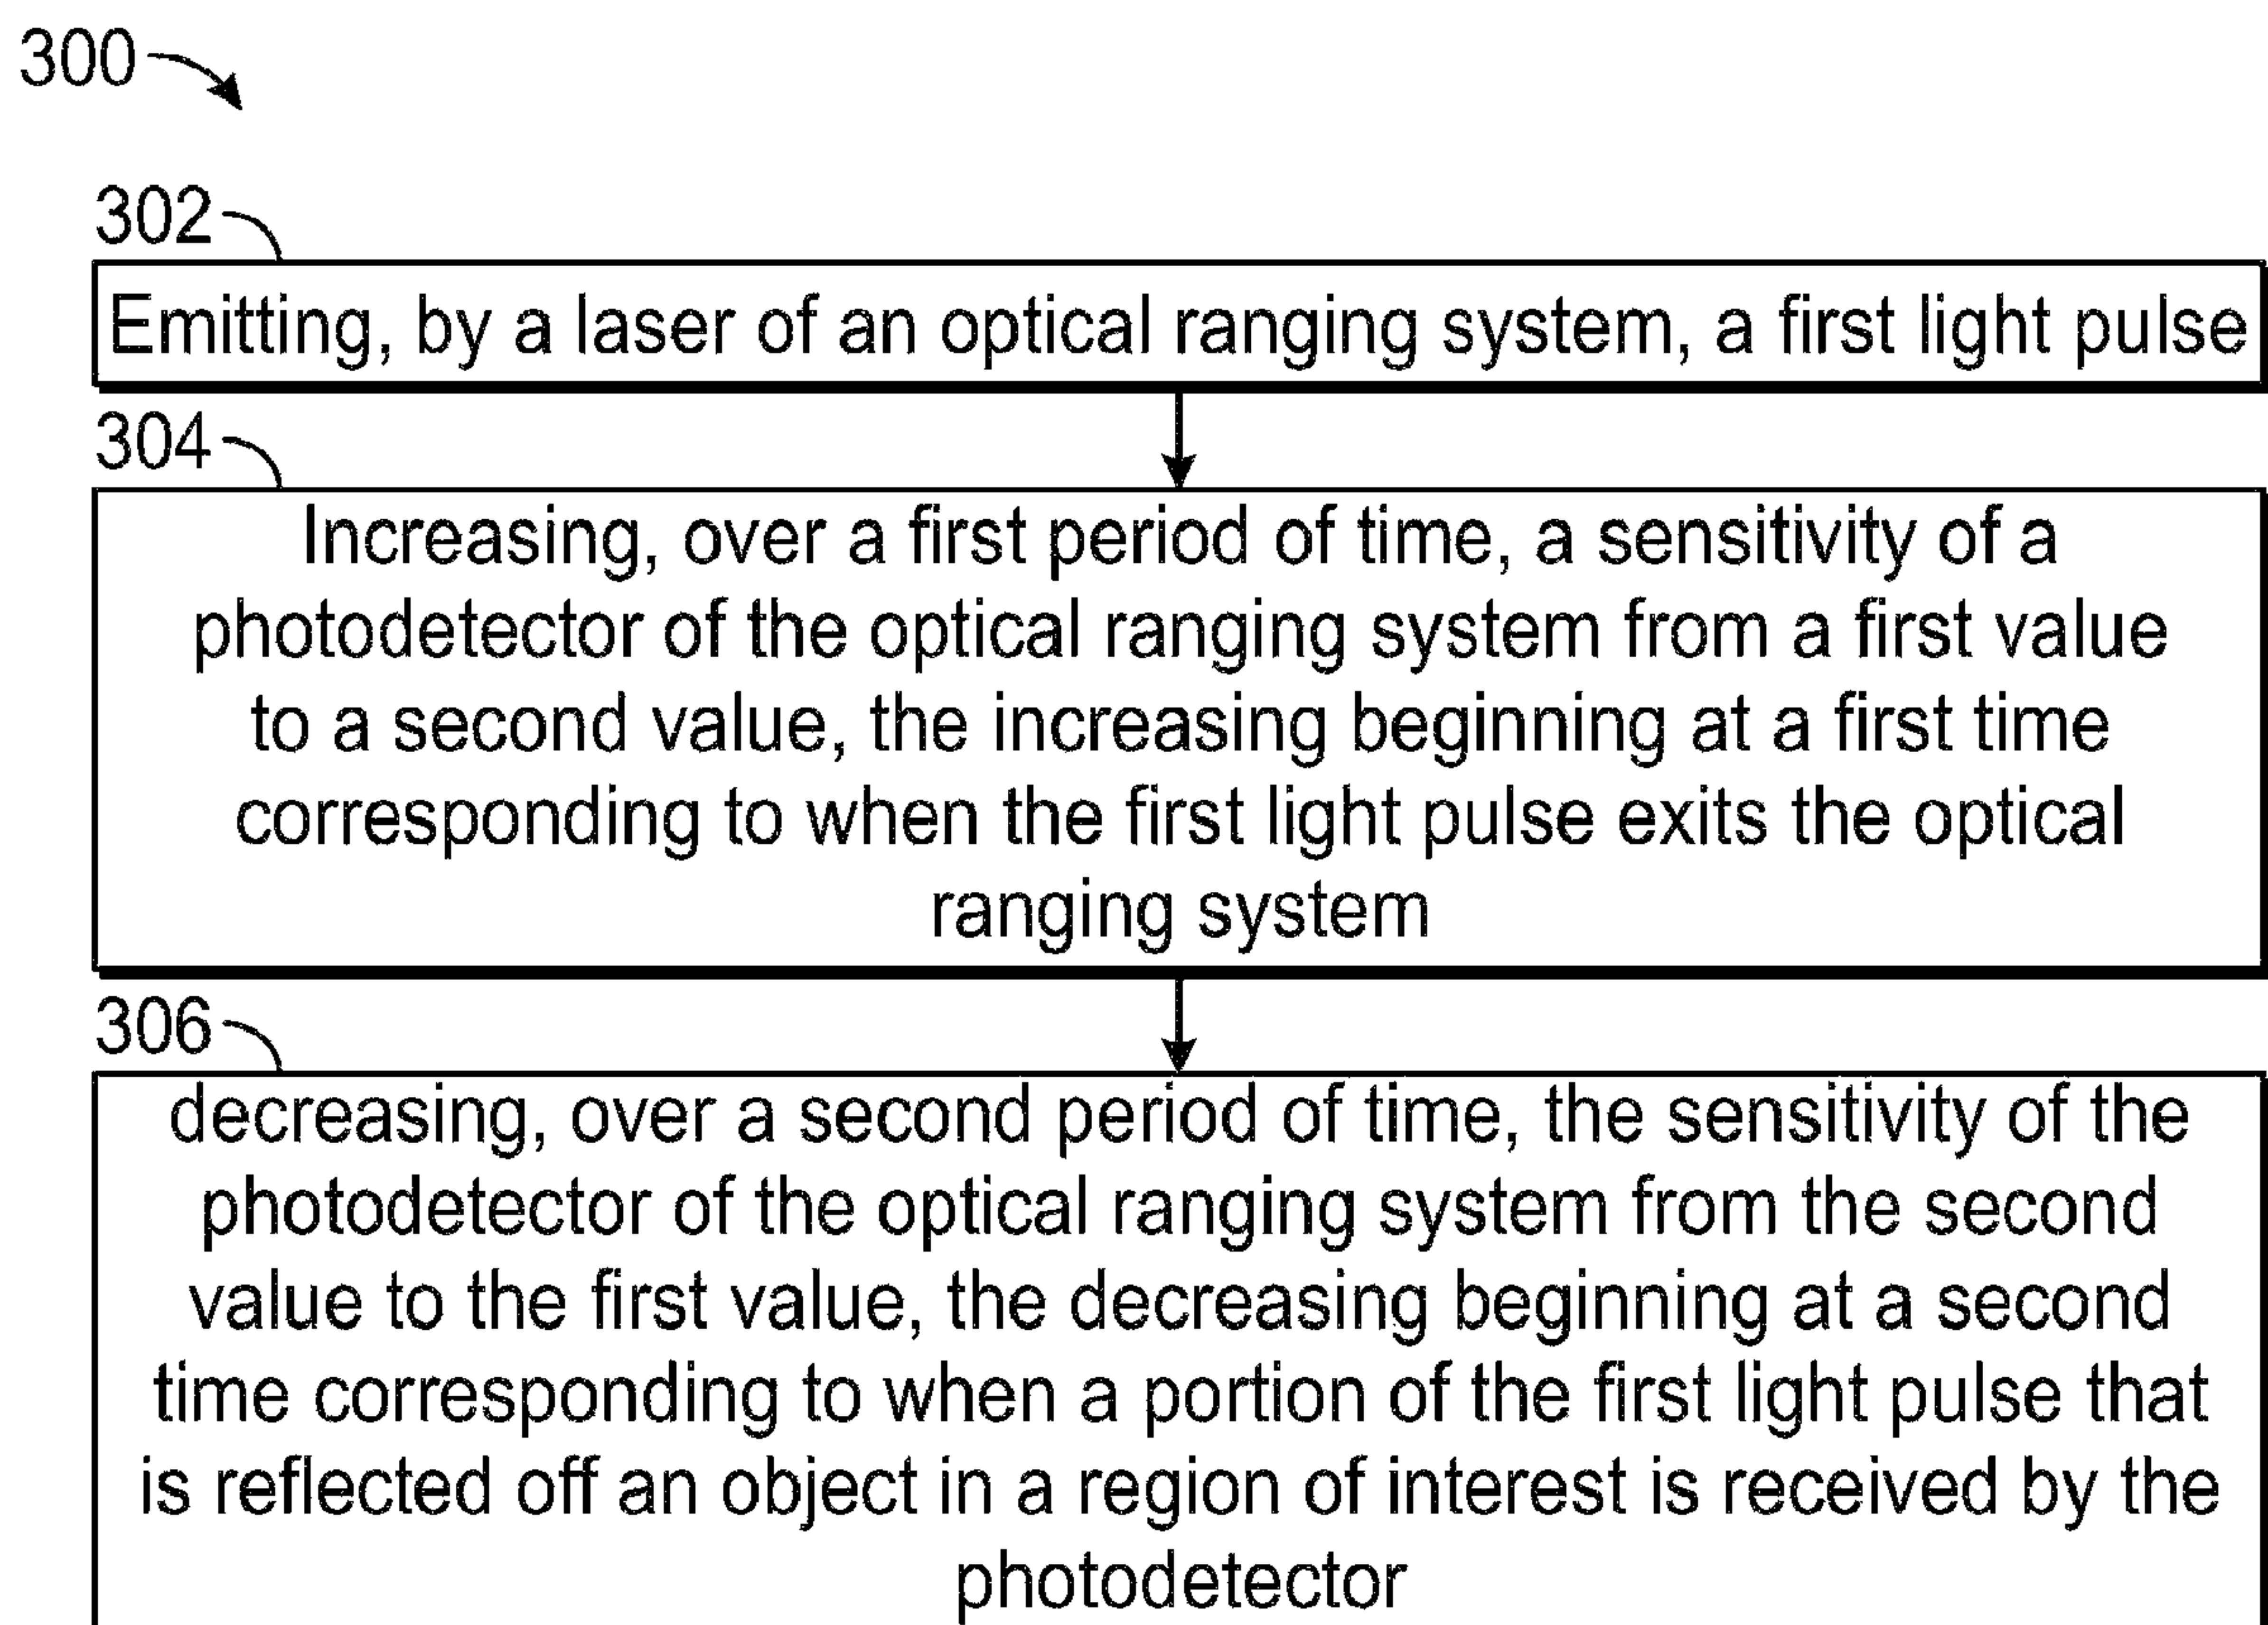 300
302
Emitting, by a laser of an optical ranging system, a first light pulse
304
Increasing, over a first period of time, a sensitivity of a
photodetector of the optical ranging system from a first value
to a second value, the increasing beginning at a first time
corresponding to when the first light pulse exits the optical
ranging system
306
decreasing, over a second period of time, the sensitivity of the
photodetector of the optical ranging system from the second
value to the first value, the decreasing beginning at a second
time corresponding to when a portion of the first light pulse that
is reflected off an object in a region of interest is received by the
photodetector